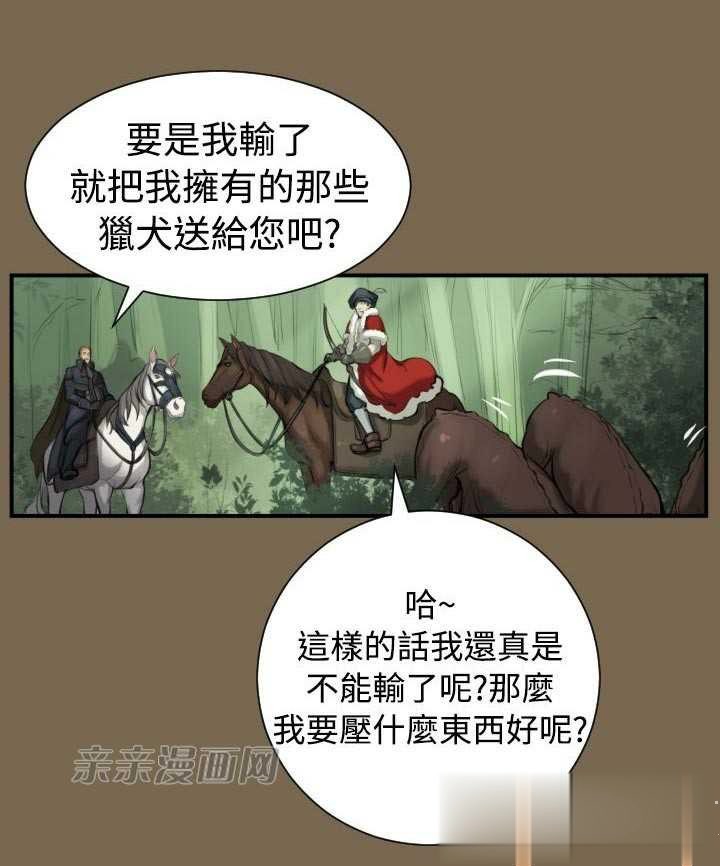 要是我輸了
就把我擁有的那些
獵犬送給您吧?
哈~
這樣的話我還真是
不能輸了呢?那麼
我要壓什麼東西好呢?
亲亲漫画网